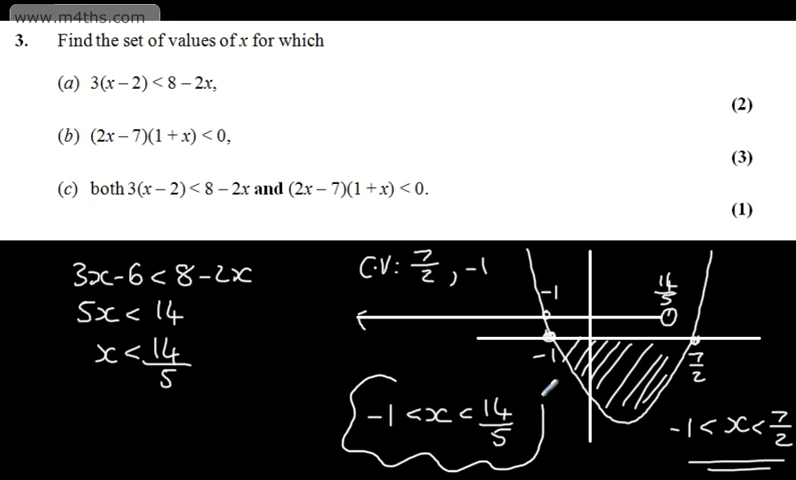 www.m4ths.com
3. Find the set of values of x for which
(a) 3(x – 2) < 8 – 2x,
(2)
(b) (2x – 7)(1 + x) < 0,
(3)
(c) both 3(x – 2) < 8 – 2x and (2x – 7)(1 + x) < 0.
(1)
3x-6 < 8-2x
5x < 14
x < 14/5
C.V: 7/2, -1
-1
14/5
-1
7/2
-1 < x < 14/5
-1 < x < 7/2